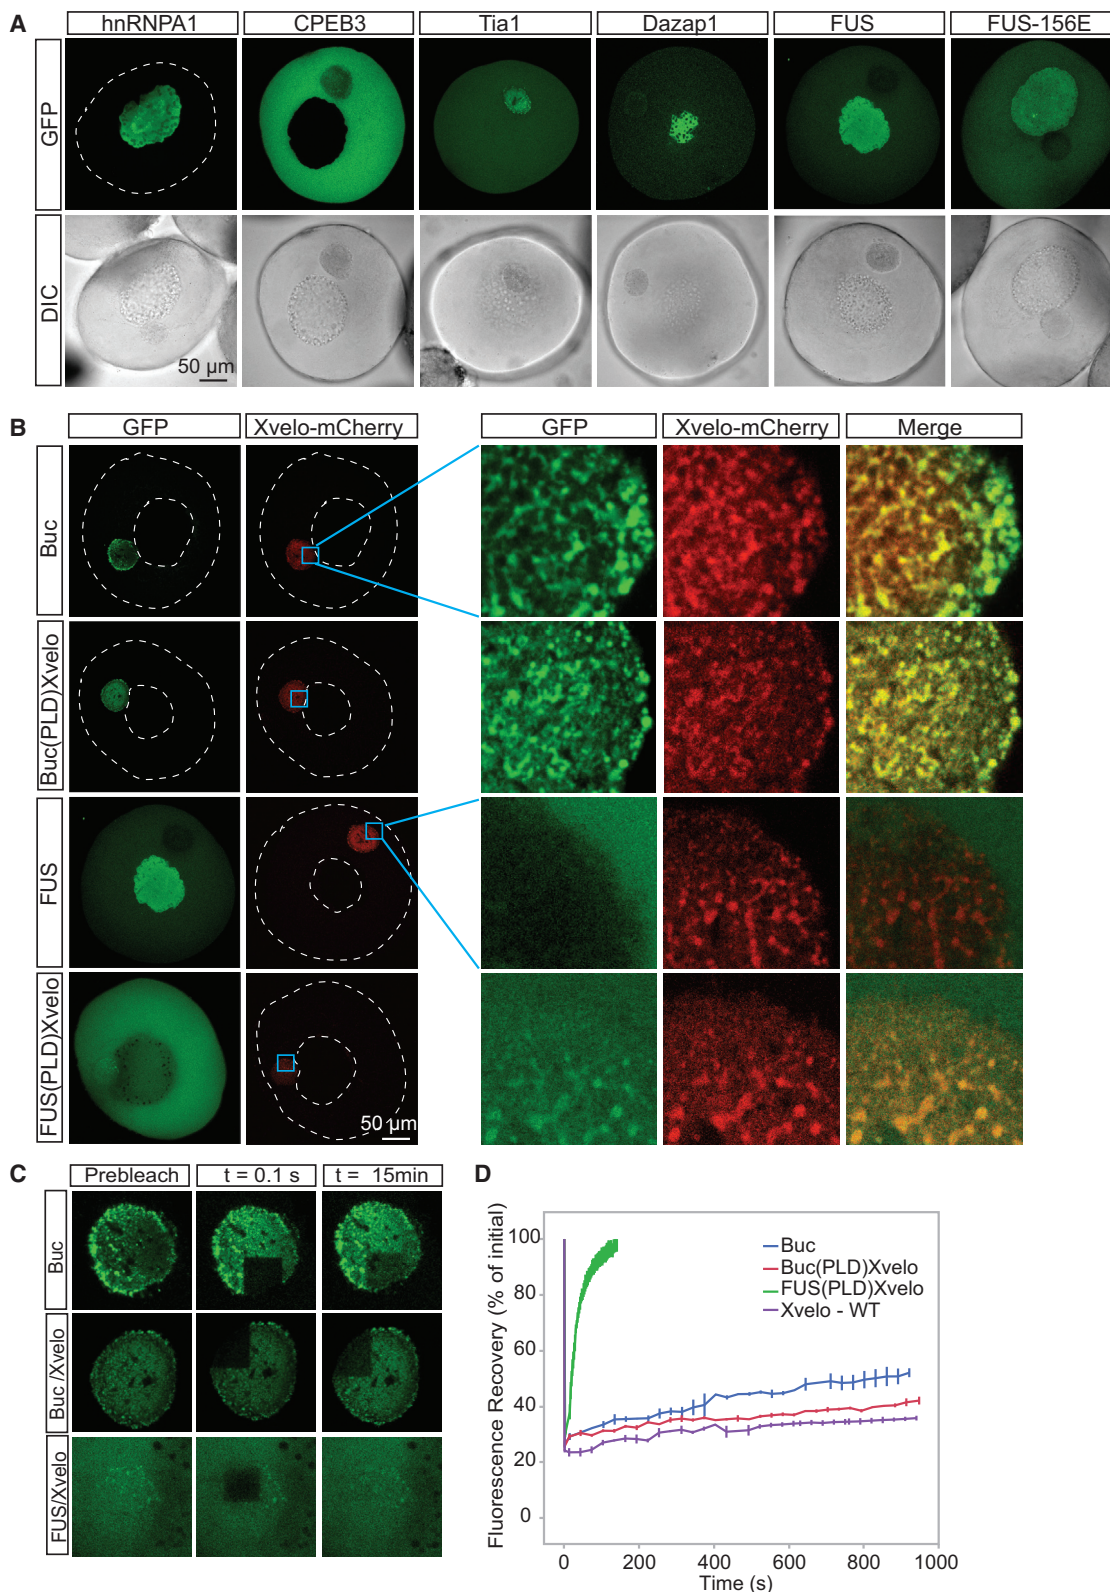 A
hnRNPA1
CPEB3
Tia1
Dazap1
FUS
FUS-156E
GFP
DIC
50 µm
B
GFP
Xvelo-mCherry
GFP
Xvelo-mCherry
Merge
Buc
Buc(PLD)Xvelo
FUS
FUS(PLD)Xvelo
50 µm
C
Prebleach
t = 0.1 s
t = 15min
Buc
Buc/Xvelo
FUS/Xvelo
D
Fluorescence Recovery (% of initial)
100
80
60
40
20
0
Buc
Buc(PLD)Xvelo
FUS(PLD)Xvelo
Xvelo - WT
0
200
400
600
800
1000
Time (s)